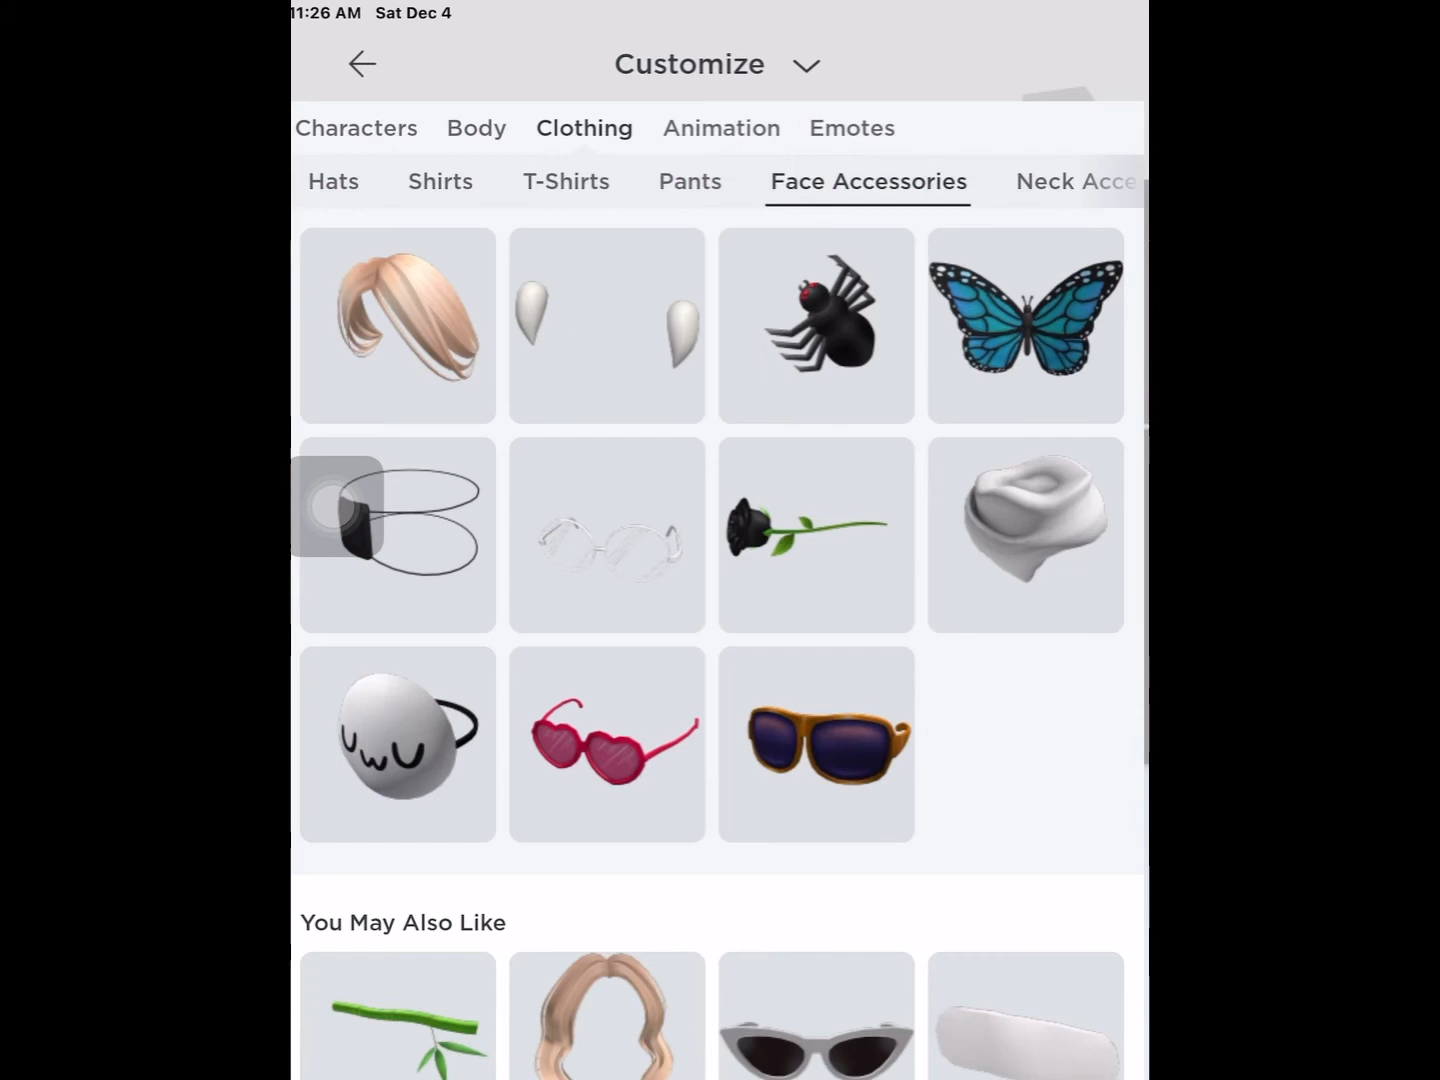 11:26 AM Sat Dec 4
Customize
Characters Body Clothing Animation Emotes
Hats Shirts T-Shirts Pants Face Accessories Neck Acce
UwU
You May Also Like